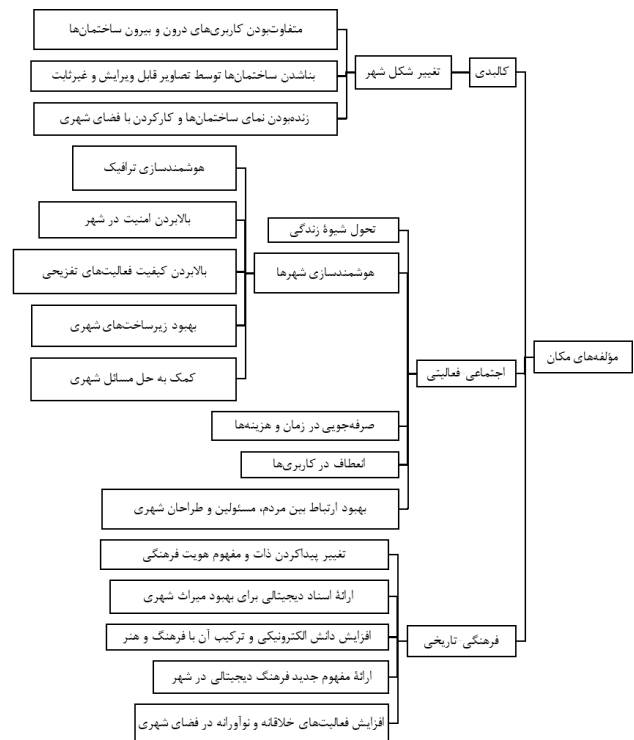 مؤلفه‌های مکان
کالبدی
تغییر شکل شهر
متفاوت‌بودن کاربری‌های درون و بیرون ساختمان‌ها
بناشدن ساختمان‌ها توسط تصاویر قابل ویرایش و غیرثابت
زنده‌بودن نمای ساختمان‌ها و کارکردن با فضای شهری
اجتماعی فعالیتی
تحول شیوۀ زندگی
هوشمندسازی شهرها
هوشمندسازی ترافیک
بالابردن امنیت در شهر
بالابردن کیفیت فعالیت‌های تفریحی
بهبود زیرساخت‌های شهری
کمک به حل مسائل شهری
صرفه‌جویی در زمان و هزینه‌ها
انعطاف در کاربری‌ها
بهبود ارتباط بین مردم، مسئولین و طراحان شهری
فرهنگی تاریخی
تغییر پیداکردن ذات و مفهوم هویت فرهنگی
ارائۀ اسناد دیجیتالی برای بهبود میراث شهری
افزایش دانش الکترونیکی و ترکیب آن با فرهنگ و هنر
ارائۀ مفهوم جدید فرهنگ دیجیتالی در شهر
افزایش فعالیت‌های خلاقانه و نوآورانه در فضای شهری